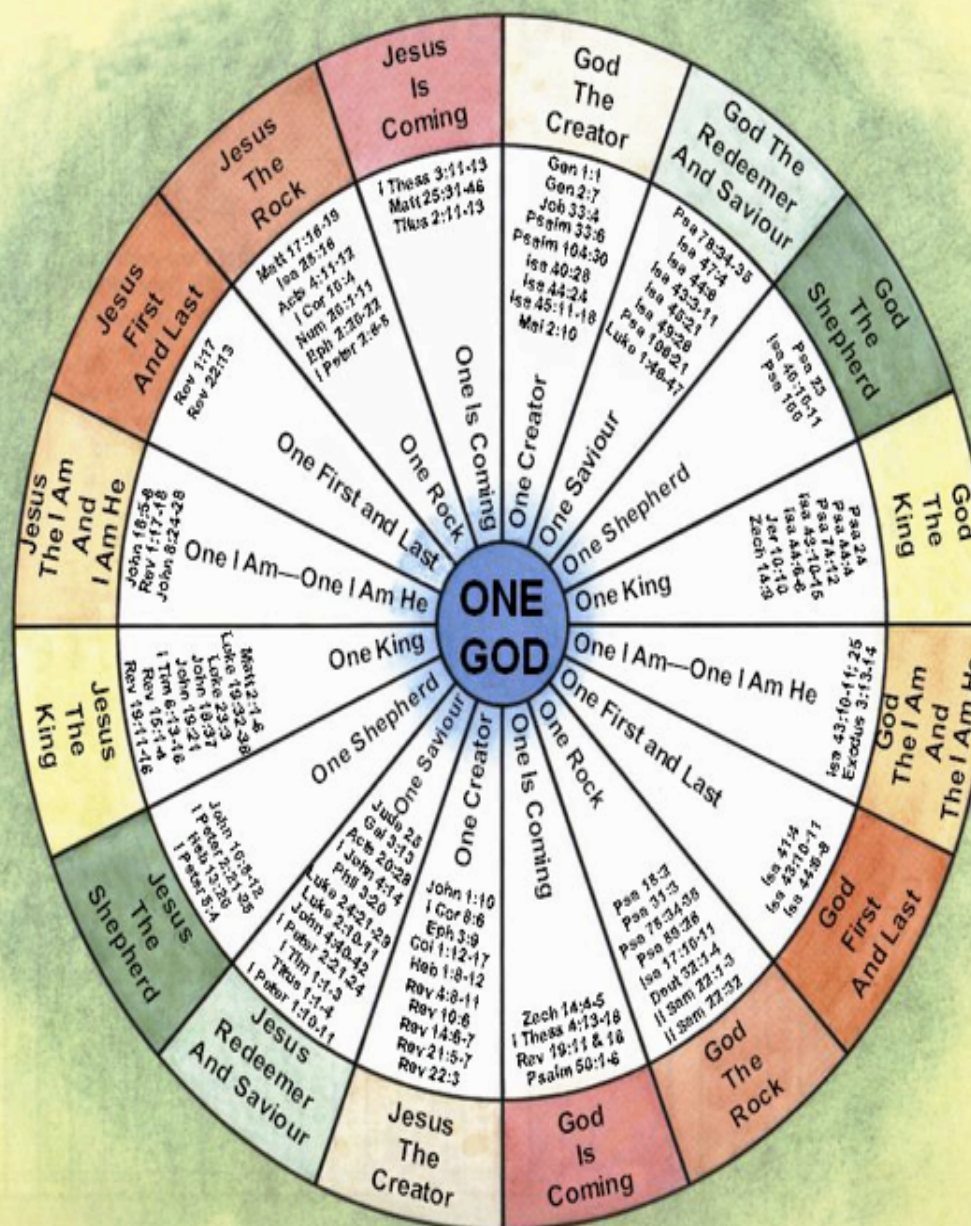 ONE
GOD
God
The
Creator
Gen 1:1
Gen 2:7
Job 33:4
Psalm 33:6
Psalm 104:30
Isa 40:28
Isa 44:24
Isa 45:11-18
Mal 2:10
One Creator
God The
Redeemer
And Saviour
Psa 78:34-35
Isa 47:4
Isa 44:6
Isa 43:3-11
Isa 45:21
Isa 49:26
Psa 106:21
Luke 1:46-47
One Saviour
God
The
Shepherd
Psa 23
Isa 40:10-11
Psa 100
One Shepherd
God
The
King
Psa 2:4
Psa 44:4
Psa 74:12
Isa 43:10-15
Isa 44:6-8
Jer 10:10
Zech 14:9
One King
God
The I Am
And
The I Am He
Isa 43:10-11; 25
Exodus 3:13-14
One I Am—One I Am He
God
First
And Last
Isa 41:4
Isa 43:10-11
Isa 44:6-8
One First and Last
God
The
Rock
Psa 18:2
Psa 31:3
Psa 78:34-35
Psa 89:26
Isa 17:10-11
Deut 32:1-4
II Sam 22:1-3
II Sam 22:32
One Rock
God
Is
Coming
Zech 14:4-5
I Thess 4:13-18
Rev 19:11 & 16
Psalm 50:1-6
One Is Coming
Jesus
The
Creator
John 1:10
I Cor 8:6
Eph 3:9
Col 1:12-17
Heb 1:8-12
Rev 4:8-11
Rev 10:6
Rev 14:6-7
Rev 21:5-7
Rev 22:3
One Creator
Jesus
Redeemer
And Saviour
Jude 25
Gal 3:13
Acts 20:28
I John 4:14
Phil 3:20
Luke 24:21-29
Luke 2:10-11
John 4:40-42
I Peter 2:21-24
I Tim 1:1-3
Titus 1:1-4
I Peter 1:10-11
One Saviour
Jesus
The
Shepherd
John 10:8-12
I Peter 2:21-25
Heb 13:20
I Peter 5:4
One Shepherd
Jesus
The
King
Matt 2:1-6
Luke 19:32-38
Luke 23:3
John 18:37
John 19:21
I Tim 6:13-16
Rev 15:1-4
Rev 19:11-16
One King
Jesus
The I Am
And
I Am He
John 18:5-8
Rev 1:17-18
John 8:24-28
One I Am—One I Am He
Jesus
First
And Last
Rev 1:17
Rev 22:13
One First and Last
Jesus
The
Rock
Matt 17:16-19
Isa 28:16
Acts 4:11-12
I Cor 10:4
Num 20:1-11
Eph 2:20-22
I Peter 2:6-8
One Rock
Jesus
Is
Coming
I Thess 3:11-13
Matt 25:31-46
Titus 2:11-13
One Is Coming